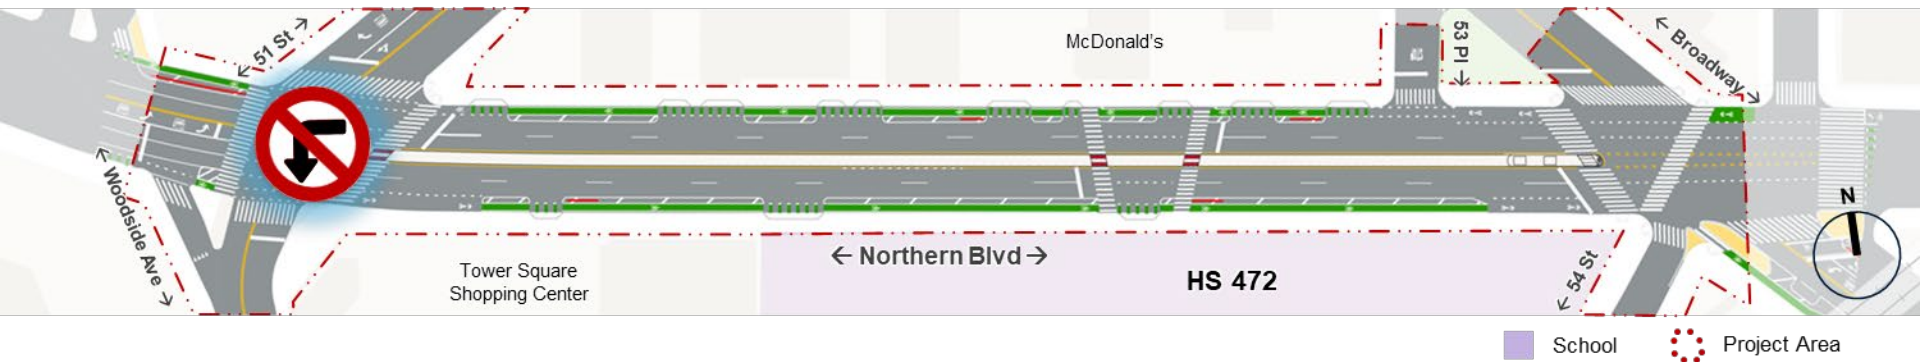 ← 51 St →
McDonald's
53 Pl →
← Broadway →
← Woodside Ave →
N
← Northern Blvd →
Tower Square
Shopping Center
HS 472
← 54 St
School
Project Area